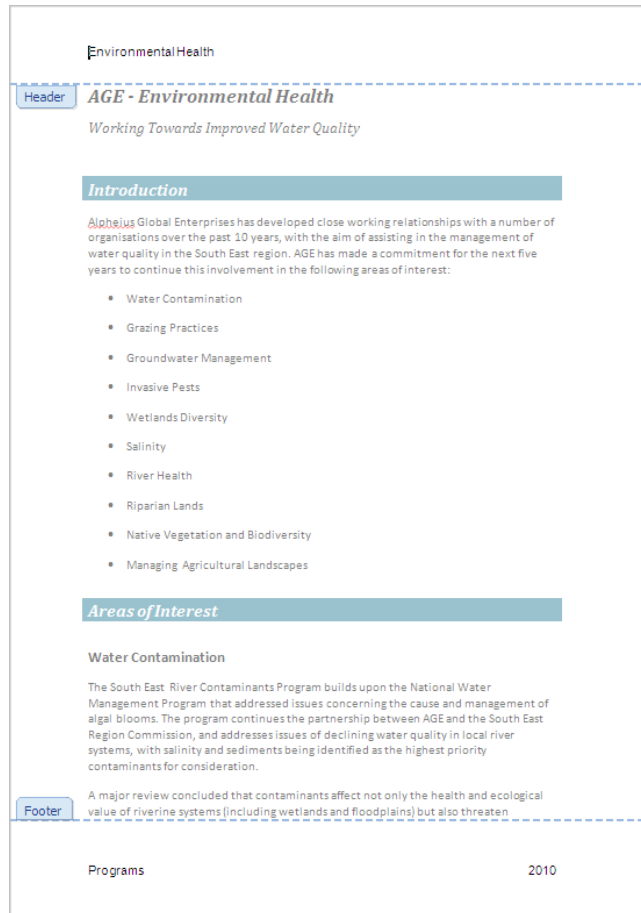 Environmental Health
Header
AGE - Environmental Health
Working Towards Improved Water Quality
Introduction
Alpheius Global Enterprises has developed close working relationships with a number of
organisations over the past 10 years, with the aim of assisting in the management of
water quality in the South East region. AGE has made a commitment for the next five
years to continue this involvement in the following areas of interest:
• Water Contamination
• Grazing Practices
• Groundwater Management
• Invasive Pests
• Wetlands Diversity
• Salinity
• River Health
• Riparian Lands
• Native Vegetation and Biodiversity
• Managing Agricultural Landscapes
Areas of Interest
Water Contamination
The South East River Contaminants Program builds upon the National Water
Management Program that addressed issues concerning the cause and management of
algal blooms. The program continues the partnership between AGE and the South East
Region Commission, and addresses issues of declining water quality in local river
systems, with salinity and sediments being identified as the highest priority
contaminants for consideration.
A major review concluded that contaminants affect not only the health and ecological
value of riverine systems (including wetlands and floodplains) but also threaten
Footer
Programs 2010